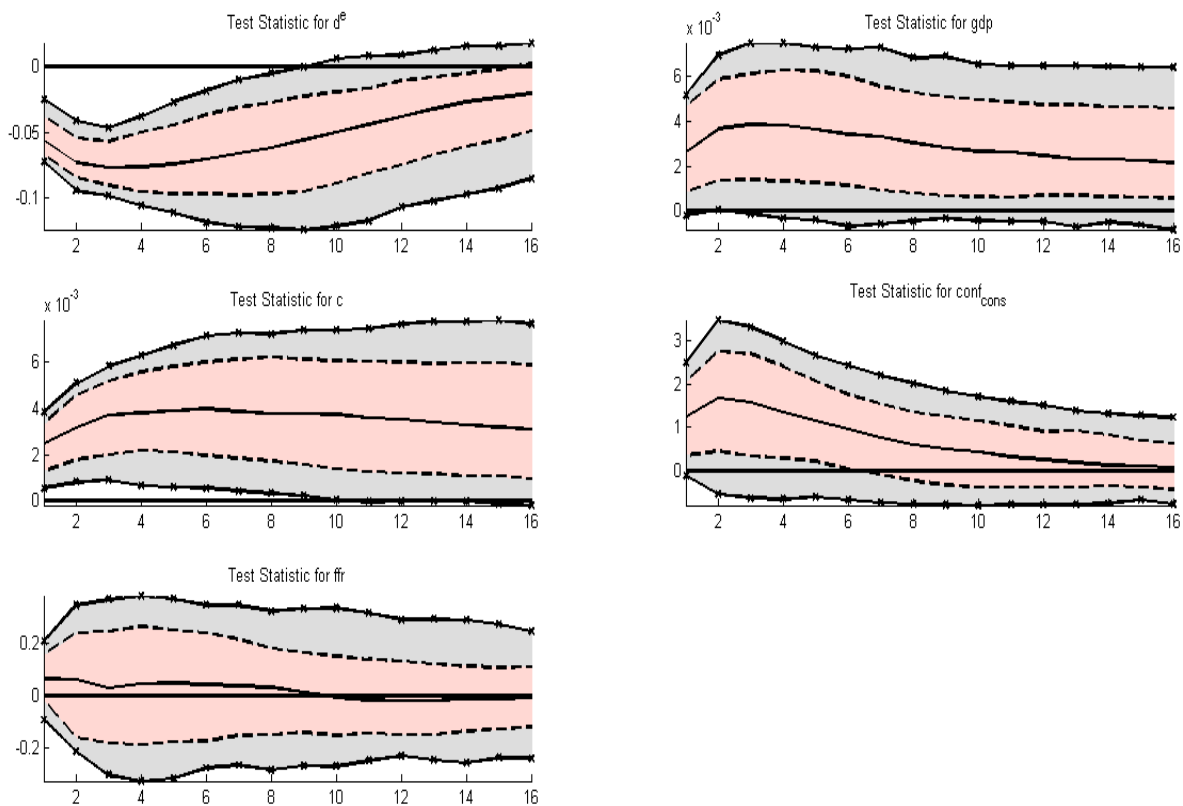 Test Statistic for dᵉ
0
-0.05
-0.1
2 4 6 8 10 12 14 16
x 10⁻³ Test Statistic for gdp
6
4
2
0
2 4 6 8 10 12 14 16
x 10⁻³ Test Statistic for c
6
4
2
0
2 4 6 8 10 12 14 16
Test Statistic for conf_cons
3
2
1
0
2 4 6 8 10 12 14 16
Test Statistic for ffr
0.2
0
-0.2
2 4 6 8 10 12 14 16